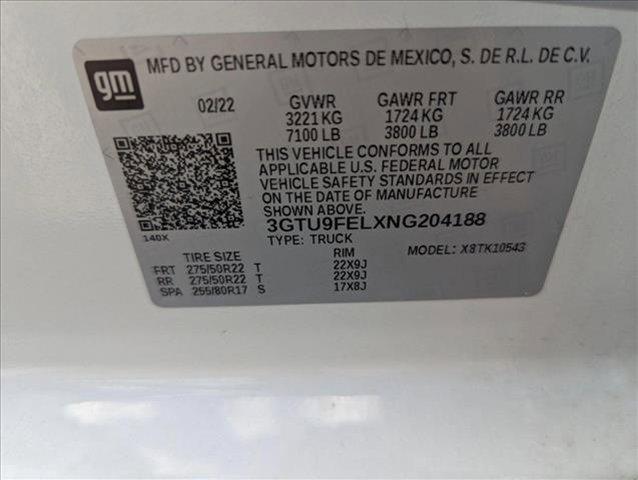 gm
MFD BY GENERAL MOTORS DE MEXICO, S. DE R.L. DE C.V.
02/22 GVWR GAWR FRT GAWR RR
3221 KG 1724 KG 1724 KG
7100 LB 3800 LB 3800 LB
THIS VEHICLE CONFORMS TO ALL
APPLICABLE U.S. FEDERAL MOTOR
VEHICLE SAFETY STANDARDS IN EFFECT
ON THE DATE OF MANUFACTURE
SHOWN ABOVE.
3GTU9FELXNG204188
140X
TYPE: TRUCK MODEL: X8TK10543
TIRE SIZE RIM
FRT 275/50R22 T 22X9J
RR 275/50R22 T 22X9J
SPA 255/80R17 S 17X8J